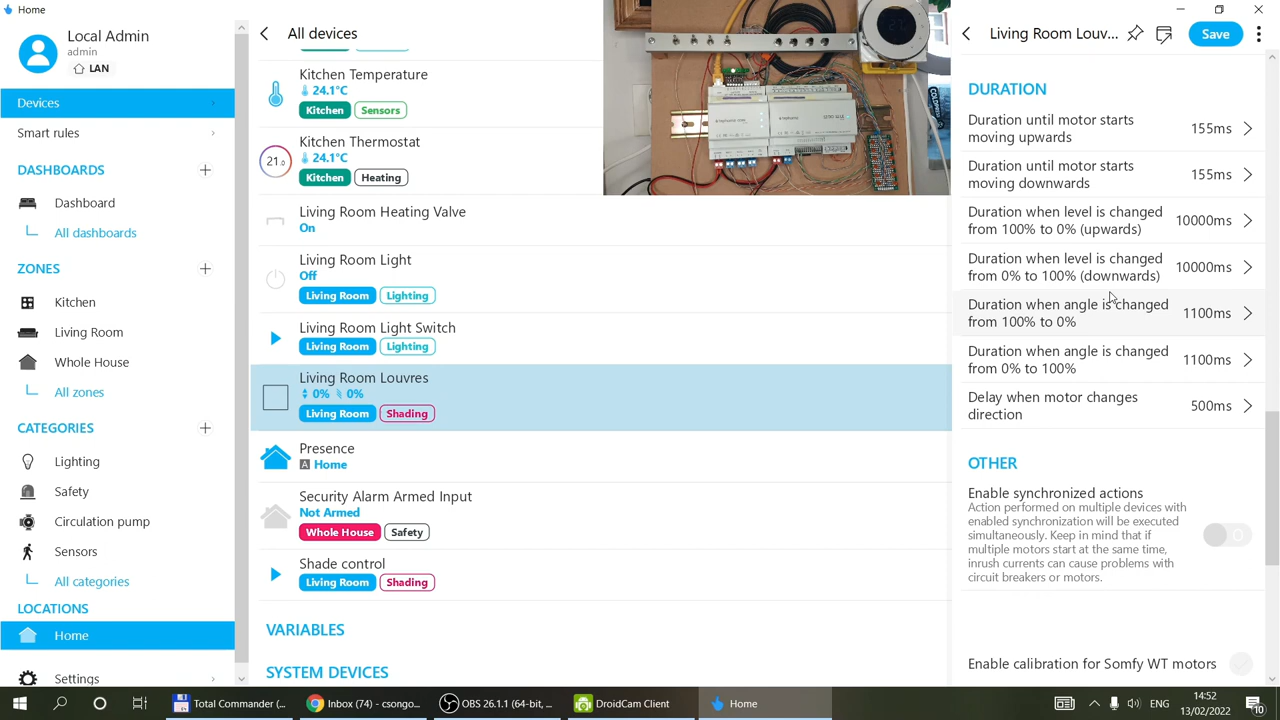 Home
Local Admin
admin
LAN
Devices
Smart rules
DASHBOARDS
Dashboard
All dashboards
ZONES
Kitchen
Living Room
Whole House
All zones
CATEGORIES
Lighting
Safety
Circulation pump
Sensors
All categories
LOCATIONS
Home
Settings
All devices
Kitchen Temperature
24.1°C
Kitchen Sensors
Kitchen Thermostat
21.0
24.1°C
Kitchen Heating
Living Room Heating Valve
On
Living Room Light
Off
Living Room Lighting
Living Room Light Switch
Living Room Lighting
Living Room Louvres
0% 0%
Living Room Shading
Presence
A Home
Security Alarm Armed Input
Not Armed
Whole House Safety
Shade control
Living Room Shading
VARIABLES
SYSTEM DEVICES
Living Room Louv...
Save
DURATION
Duration until motor starts
moving upwards
155ms
Duration until motor starts
moving downwards
155ms
Duration when level is changed
from 100% to 0% (upwards)
10000ms
Duration when level is changed
from 0% to 100% (downwards)
10000ms
Duration when angle is changed
from 100% to 0%
1100ms
Duration when angle is changed
from 0% to 100%
1100ms
Delay when motor changes
direction
500ms
OTHER
Enable synchronized actions
Action performed on multiple devices with
enabled synchronization will be executed
simultaneously. Keep in mind that if
multiple motors start at the same time,
inrush currents can cause problems with
circuit breakers or motors.
Enable calibration for Somfy WT motors
Total Commander (...
Inbox (74) - csongo...
OBS 26.1.1 (64-bit, ...
DroidCam Client
Home
ENG
14:52
13/02/2022
10